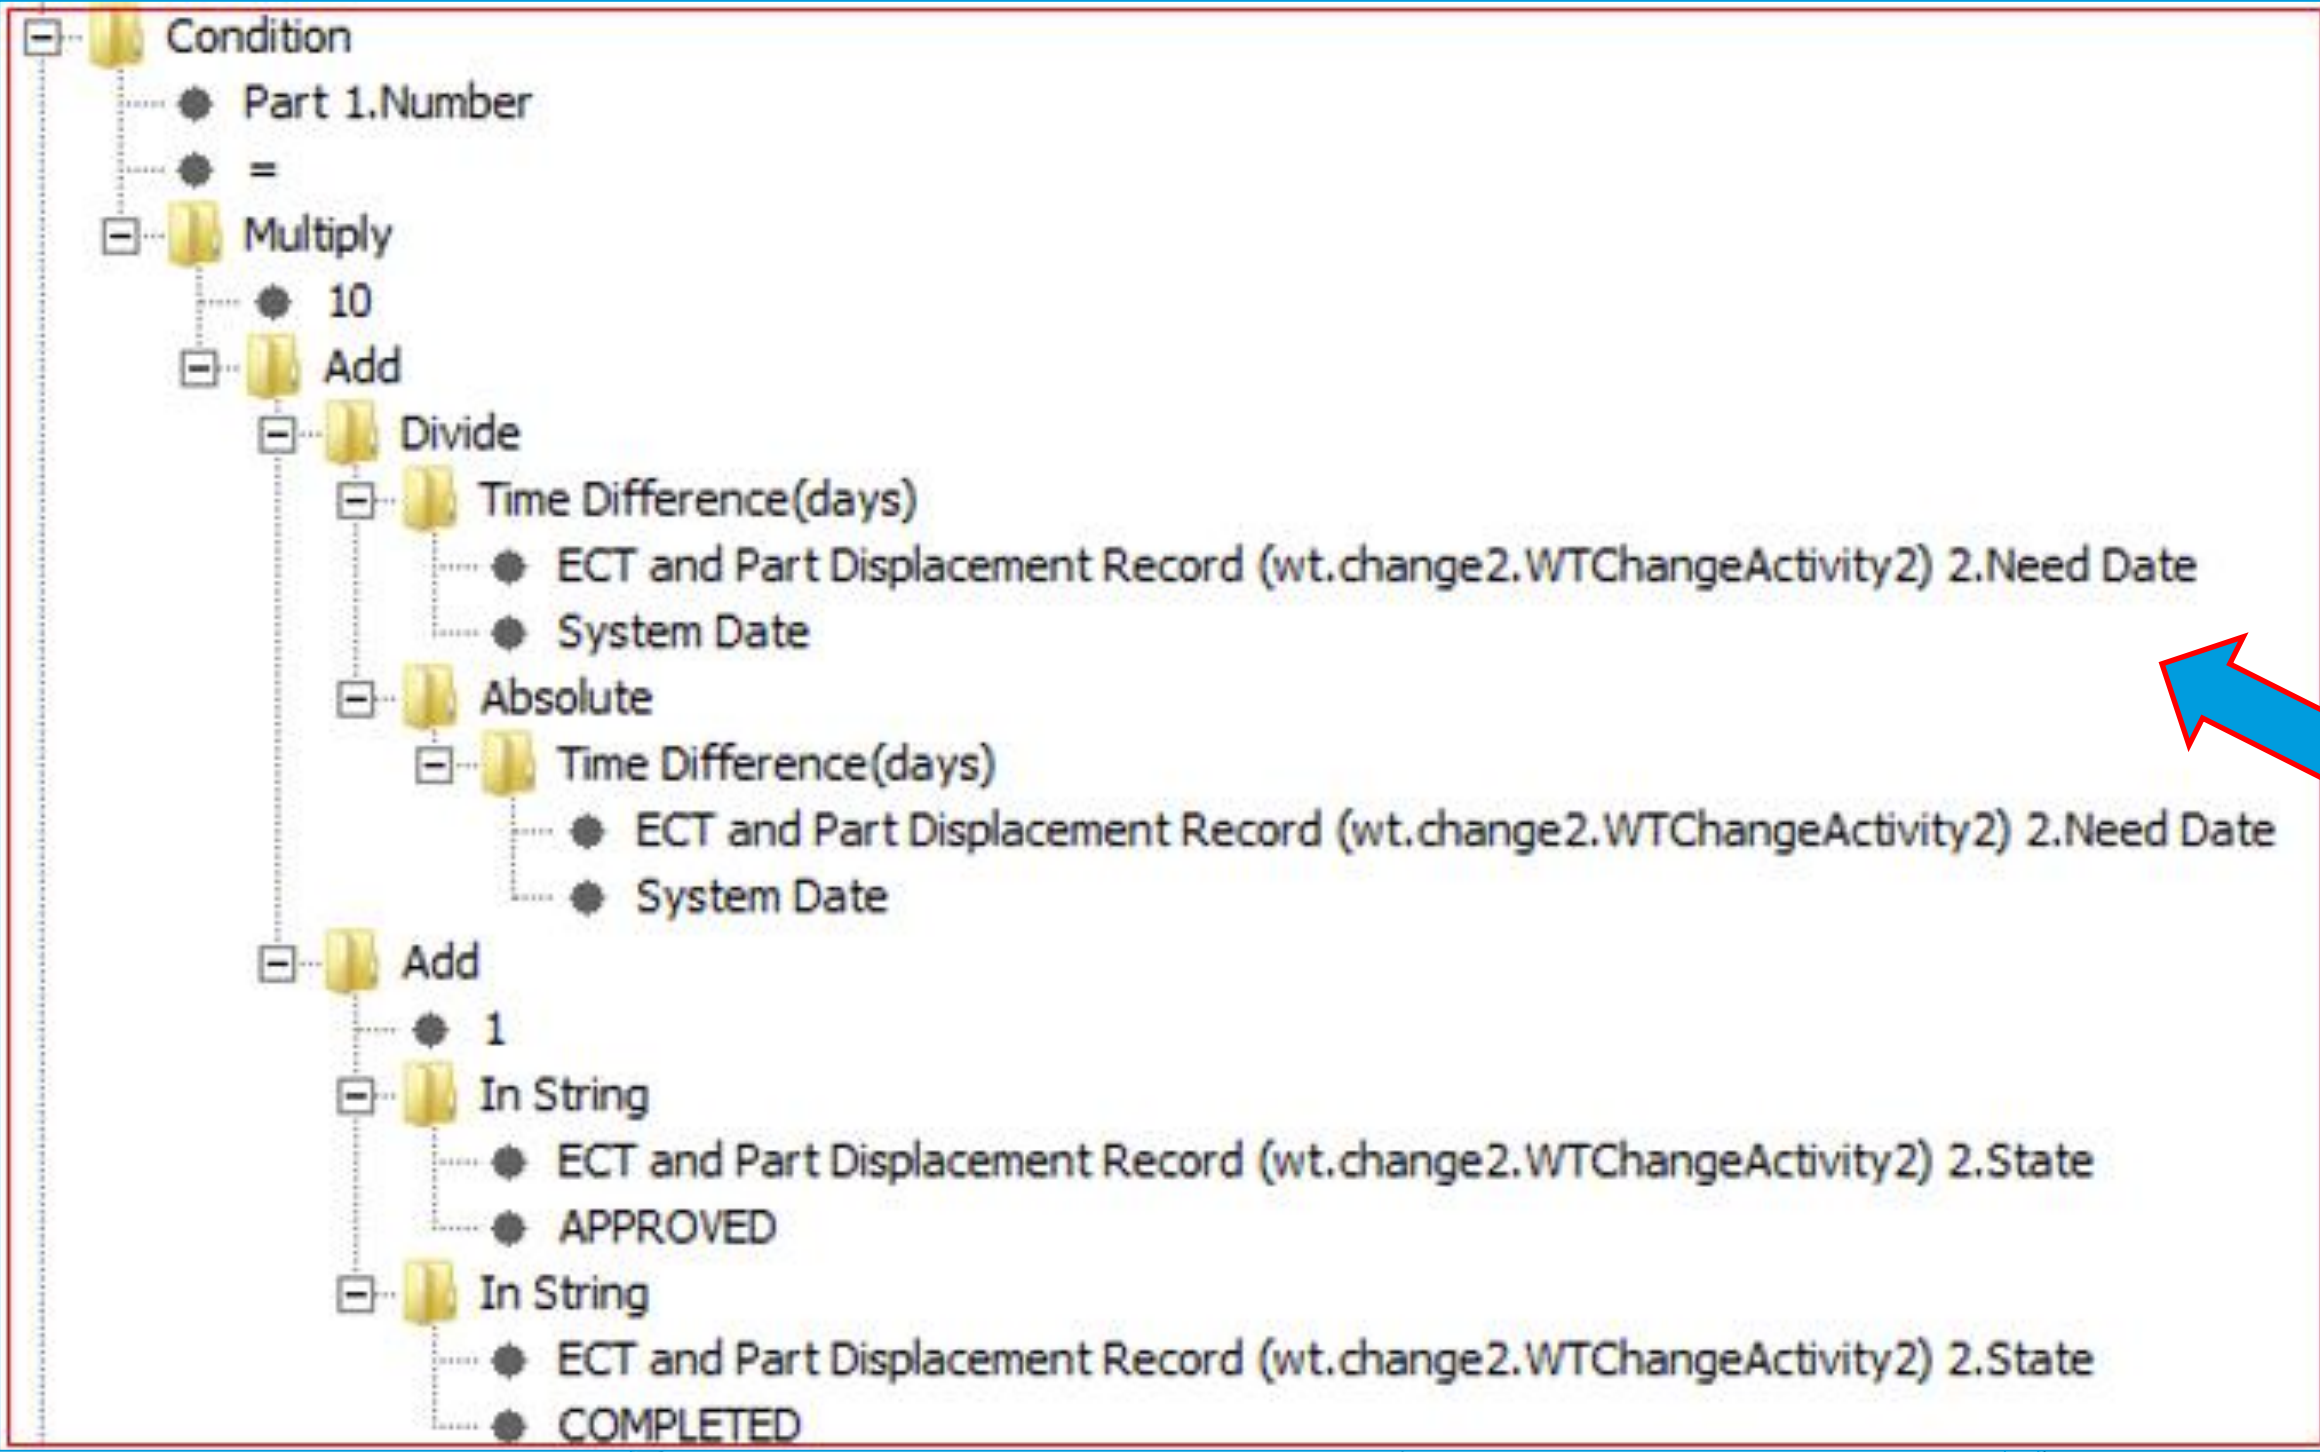 Condition
Part 1.Number
=
Multiply
10
Add
Divide
Time Difference(days)
ECT and Part Displacement Record (wt.change2.WTChangeActivity2) 2.Need Date
System Date
Absolute
Time Difference(days)
ECT and Part Displacement Record (wt.change2.WTChangeActivity2) 2.Need Date
System Date
Add
1
In String
ECT and Part Displacement Record (wt.change2.WTChangeActivity2) 2.State
APPROVED
In String
ECT and Part Displacement Record (wt.change2.WTChangeActivity2) 2.State
COMPLETED